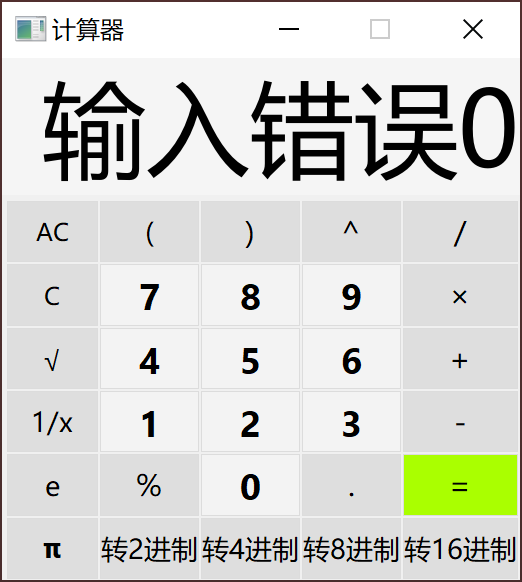 计算器
输入错误0
AC ( ) ^ /
C 7 8 9 ×
√ 4 5 6 +
1/x 1 2 3 -
e % 0 . =
π 转2进制 转4进制 转8进制 转16进制